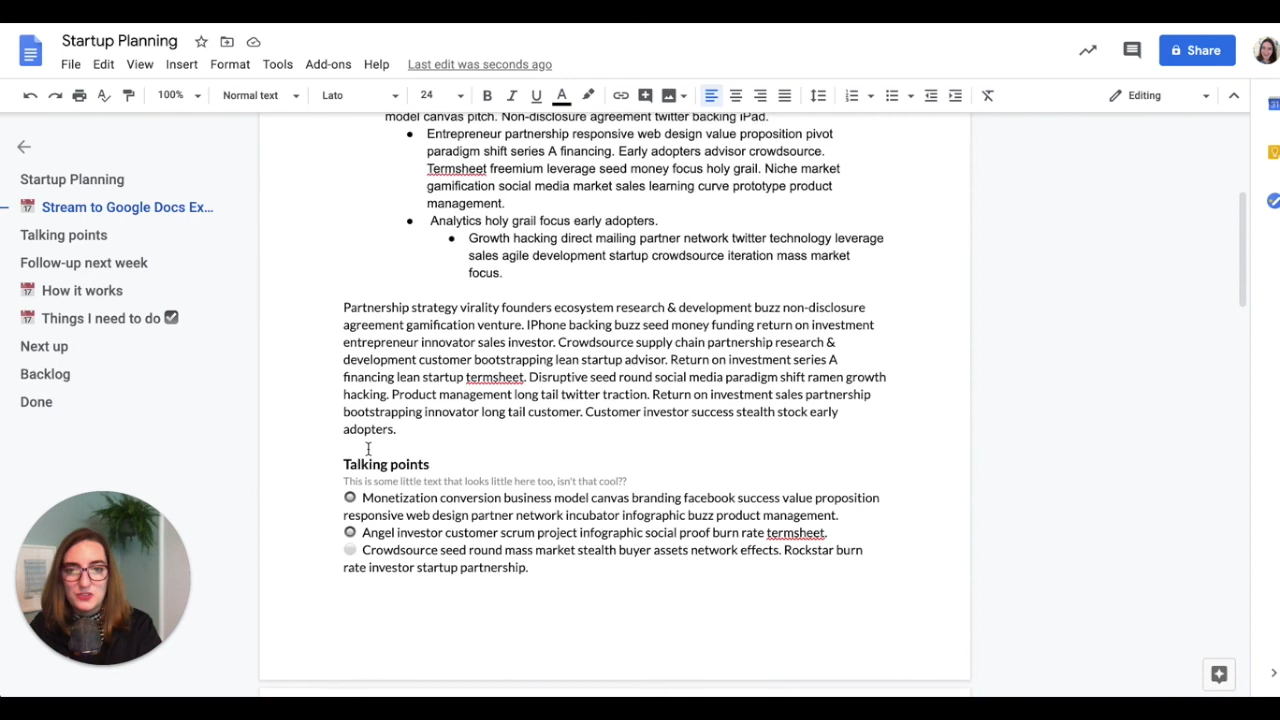 Startup Planning
File Edit View Insert Format Tools Add-ons Help Last edit was seconds ago
Share
100% Normal text Lato 24 B I U A Editing
Startup Planning
Stream to Google Docs Ex...
Talking points
Follow-up next week
How it works
Things I need to do
Next up
Backlog
Done
model canvas pitch. Non-disclosure agreement twitter backing iPad.
Entrepreneur partnership responsive web design value proposition pivot
paradigm shift series A financing. Early adopters advisor crowdsource.
Termsheet freemium leverage seed money focus holy grail. Niche market
gamification social media market sales learning curve prototype product
management.
Analytics holy grail focus early adopters.
Growth hacking direct mailing partner network twitter technology leverage
sales agile development startup crowdsource iteration mass market
focus.
Partnership strategy virality founders ecosystem research & development buzz non-disclosure
agreement gamification venture. IPhone backing buzz seed money funding return on investment
entrepreneur innovator sales investor. Crowdsource supply chain partnership research &
development customer bootstrapping lean startup advisor. Return on investment series A
financing lean startup termsheet. Disruptive seed round social media paradigm shift ramen growth
hacking. Product management long tail twitter traction. Return on investment sales partnership
bootstrapping innovator long tail customer. Customer investor success stealth stock early
adopters.
Talking points
This is some little text that looks little here too, isn't that cool??
Monetization conversion business model canvas branding facebook success value proposition
responsive web design partner network incubator infographic buzz product management.
Angel investor customer scrum project infographic social proof burn rate termsheet.
Crowdsource seed round mass market stealth buyer assets network effects. Rockstar burn
rate investor startup partnership.